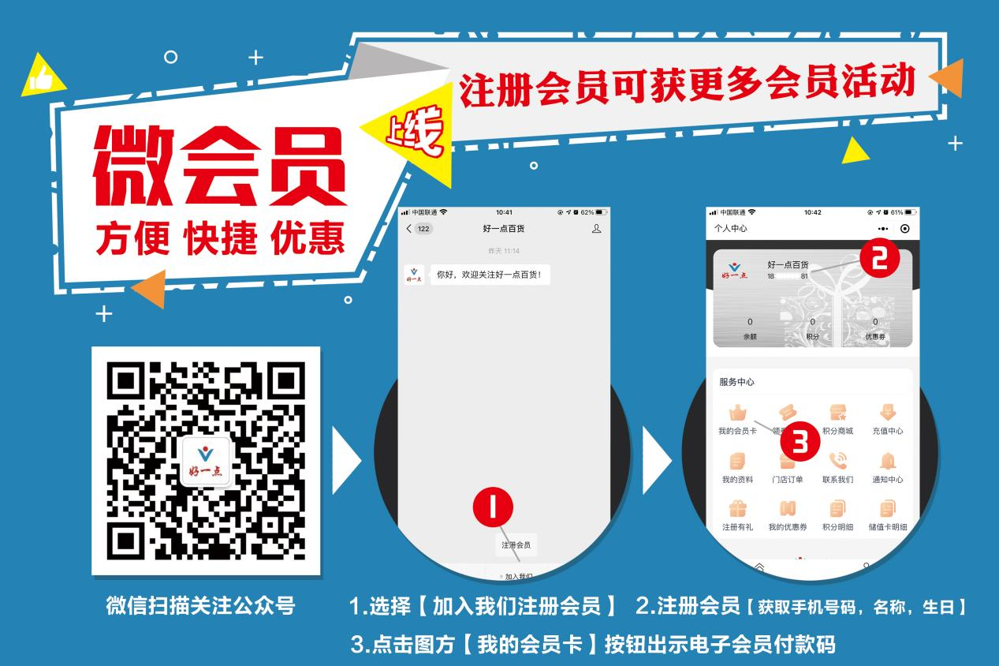 注册会员可获更多会员活动
上线
微会员
方便 快捷 优惠
中国联通 10:41 62%
122 好一点百货
昨天 11:14
好一点 你好，欢迎关注好一点百货！
注册会员
加入我们
1
中国联通 10:42 61%
个人中心
2
好一点 好一点百货
18 81
0 0 0
余额 积分 优惠券
服务中心
我的会员卡 积分商城 充值中心
3
我的资料 门店订单 联系我们 通知中心
注册有礼 我的优惠券 积分明细 储值卡明细
好一点
微信扫描关注公众号
1.选择【加入我们注册会员】 2.注册会员【获取手机号码，名称，生日】
3.点击图方【我的会员卡】按钮出示电子会员付款码